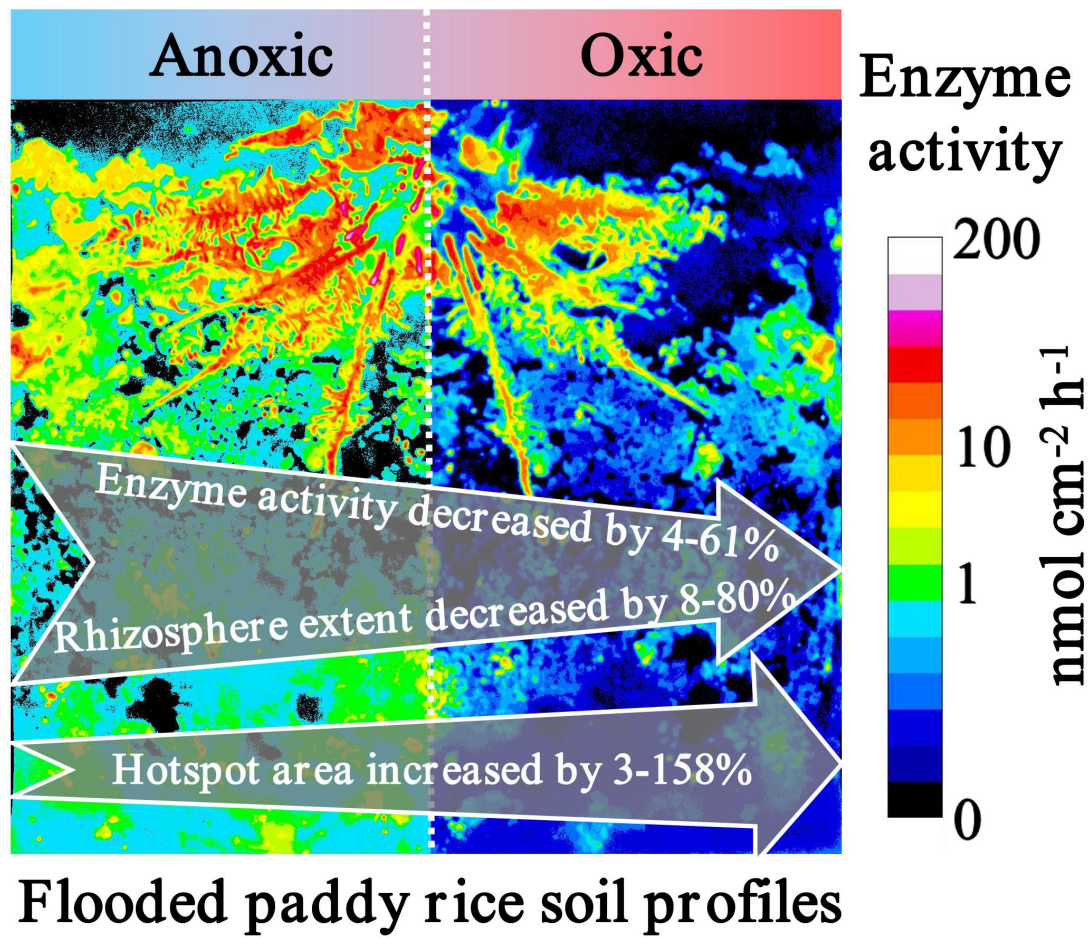 Anoxic
Oxic
Enzyme
activity
200
10
1
0
nmol cm⁻² h⁻¹
Enzyme activity decreased by 4-61%
Rhizosphere extent decreased by 8-80%
Hotspot area increased by 3-158%
Flooded paddy rice soil profiles